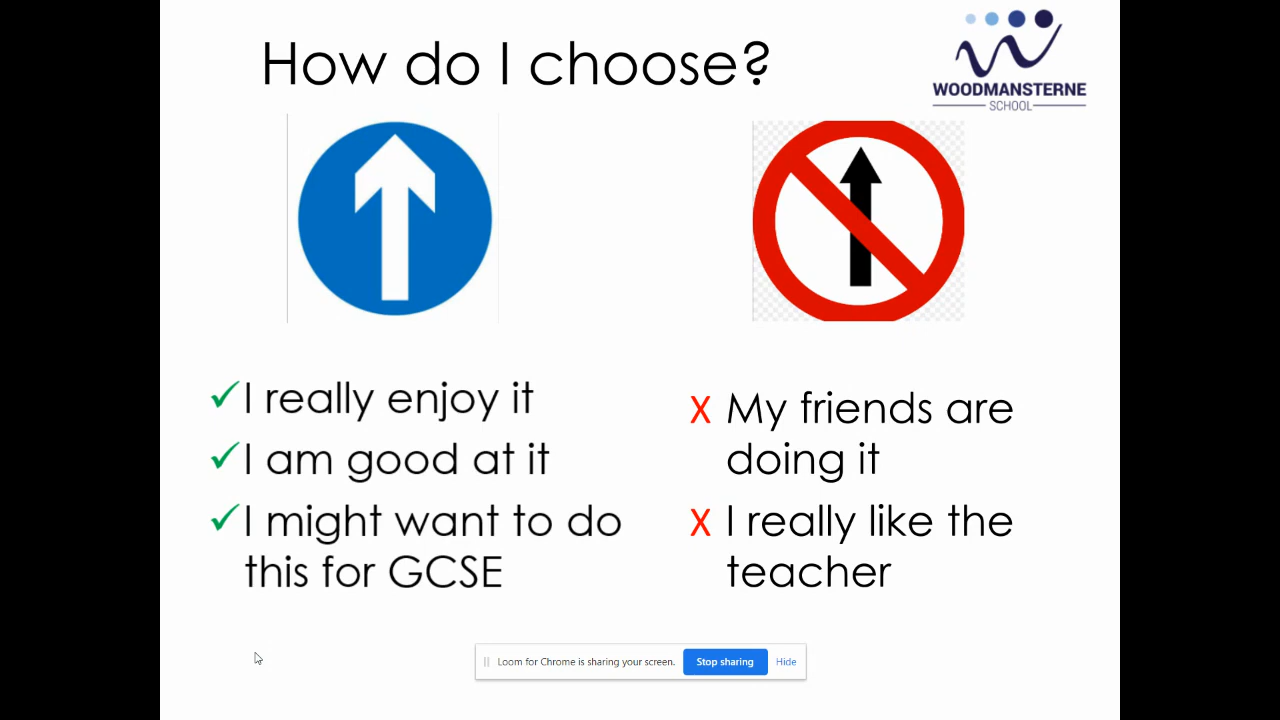 How do I choose?
WOODMANSTERNE
SCHOOL
✓I really enjoy it
✓I am good at it
✓I might want to do
this for GCSE
X My friends are
doing it
X I really like the
teacher
Loom for Chrome is sharing your screen. Stop sharing Hide